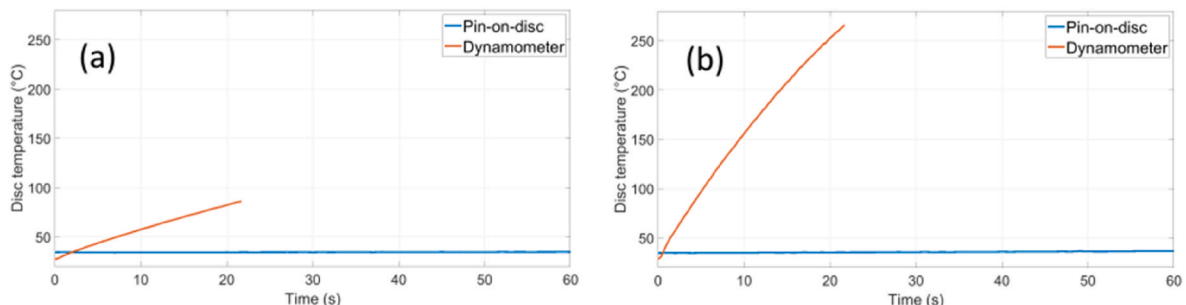 (a)
Pin-on-disc
Dynamometer
Disc temperature (°C)
250
200
150
100
50
0 10 20 30 40 50 60
Time (s)
(b)
Pin-on-disc
Dynamometer
Disc temperature (°C)
250
200
150
100
50
0 10 20 30 40 50 60
Time (s)